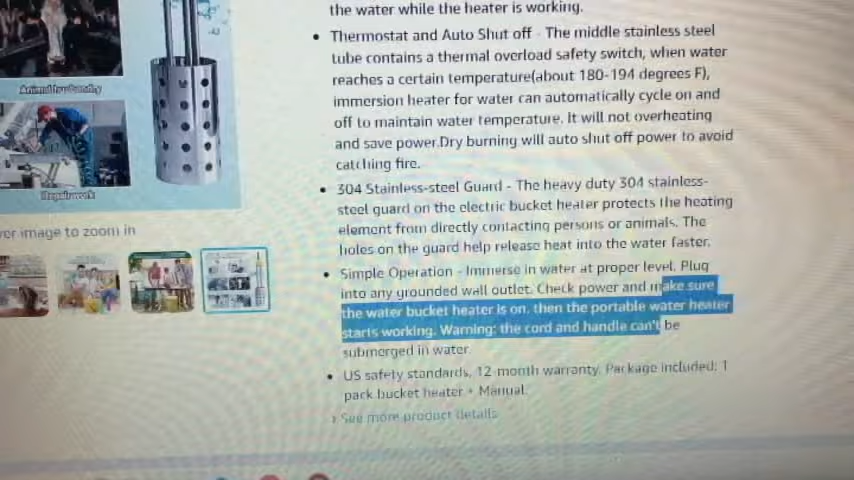 the water while the heater is working.
Thermostat and Auto Shut off - The middle stainless steel
tube contains a thermal overload safety switch, when water
reaches a certain temperature(about 180-194 degrees F),
immersion heater for water can automatically cycle on and
off to maintain water temperature. It will not overheating
and save power.Dry burning will auto shut off power to avoid
catching fire.
304 Stainless-steel Guard - The heavy duty 304 stainless-
steel guard on the electric bucket heater protects the heating
element from directly contacting persons or animals. The
holes on the guard help release heat into the water faster.
Simple Operation - Immerse in water at proper level. Plug
into any grounded wall outlet. Check power and make sure
the water bucket heater is on, then the portable water heater
starts working. Warning: the cord and handle can't be
submerged in water.
US safety standards, 12-month warranty. Package included: 1
pack bucket heater + Manual.
› See more product details
Animal husbandry
Repair work
ver image to zoom in